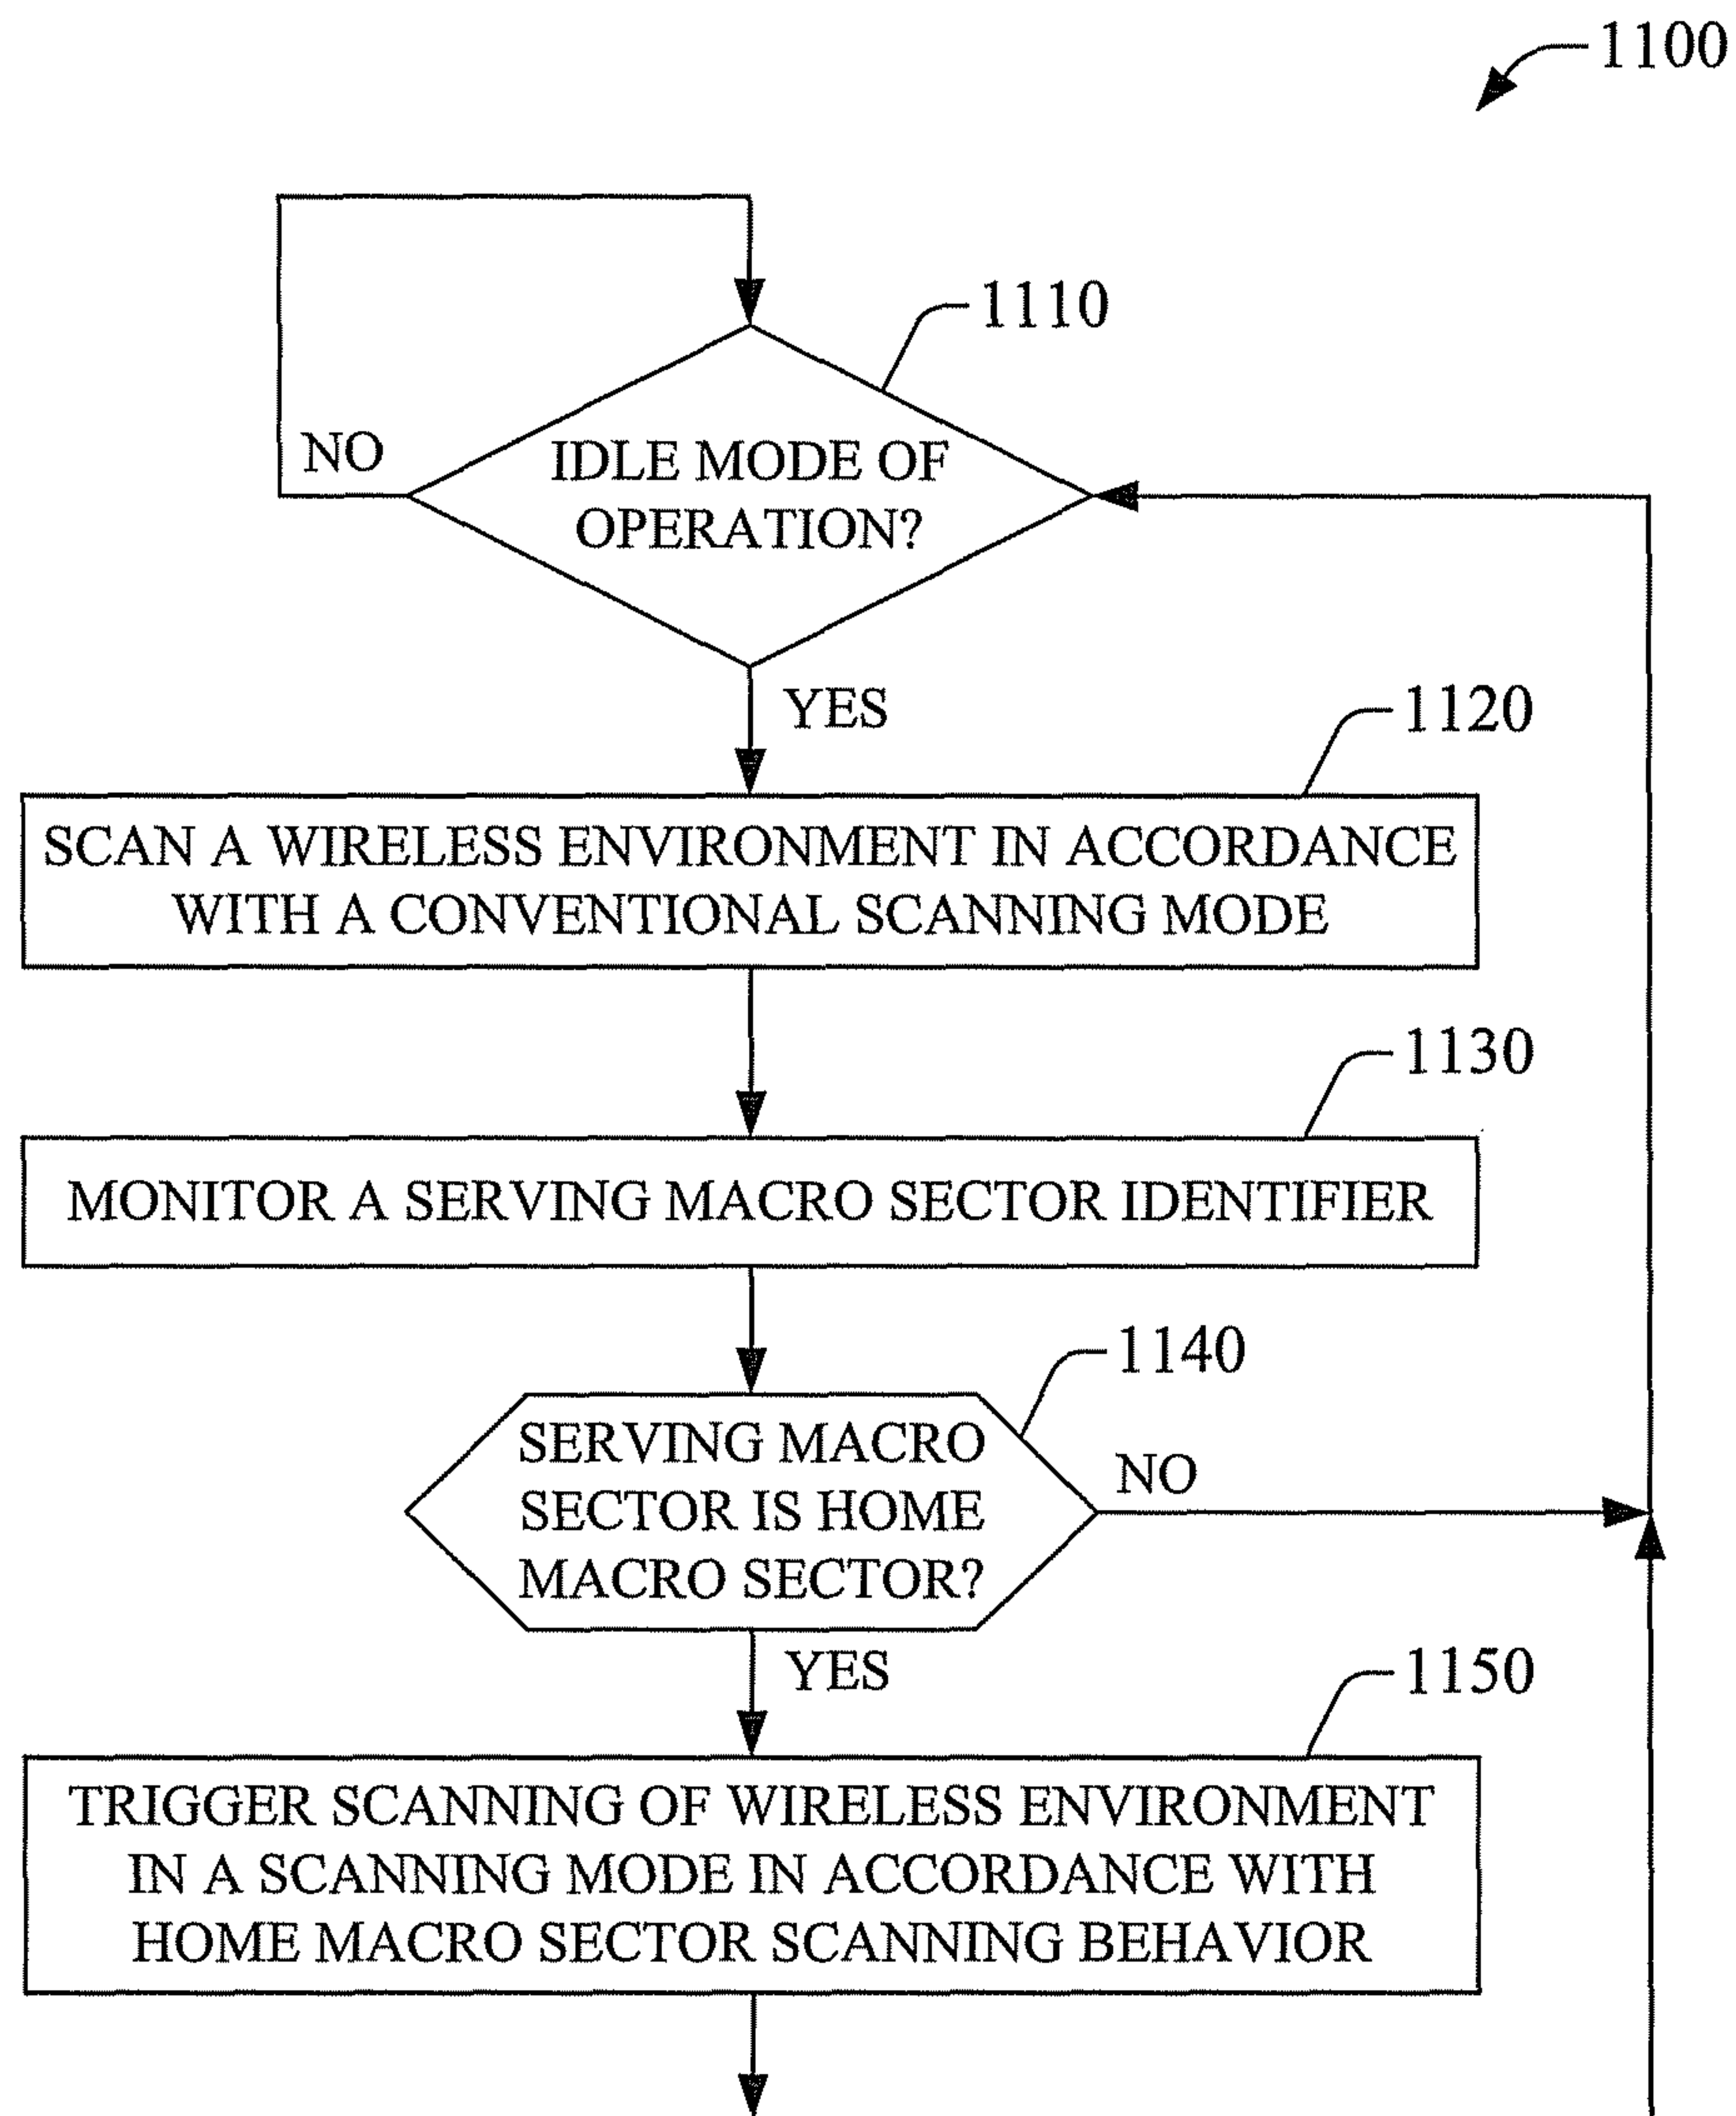 1100
1110
NO
IDLE MODE OF
OPERATION?
YES
1120
SCAN A WIRELESS ENVIRONMENT IN ACCORDANCE
WITH A CONVENTIONAL SCANNING MODE
1130
MONITOR A SERVING MACRO SECTOR IDENTIFIER
1140
SERVING MACRO
SECTOR IS HOME
MACRO SECTOR?
NO
YES
1150
TRIGGER SCANNING OF WIRELESS ENVIRONMENT
IN A SCANNING MODE IN ACCORDANCE WITH
HOME MACRO SECTOR SCANNING BEHAVIOR